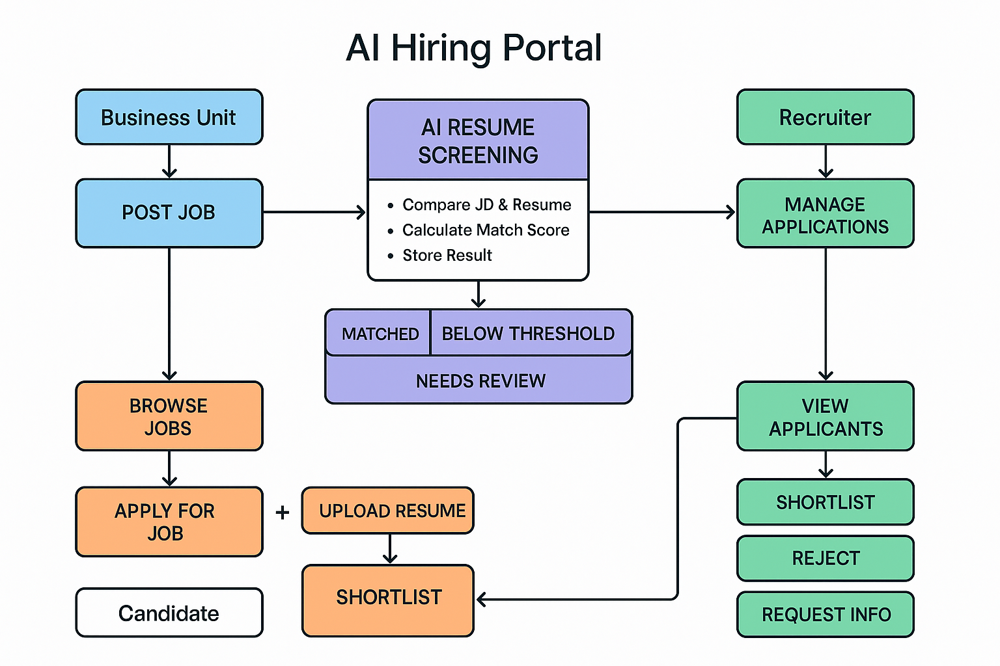 AI Hiring Portal
Business Unit
POST JOB
BROWSE
JOBS
APPLY FOR
JOB
+
UPLOAD RESUME
SHORTLIST
Candidate
AI RESUME
SCREENING
• Compare JD & Resume
• Calculate Match Score
• Store Result
MATCHED
BELOW THRESHOLD
NEEDS REVIEW
Recruiter
MANAGE
APPLICATIONS
VIEW
APPLICANTS
SHORTLIST
REJECT
REQUEST INFO